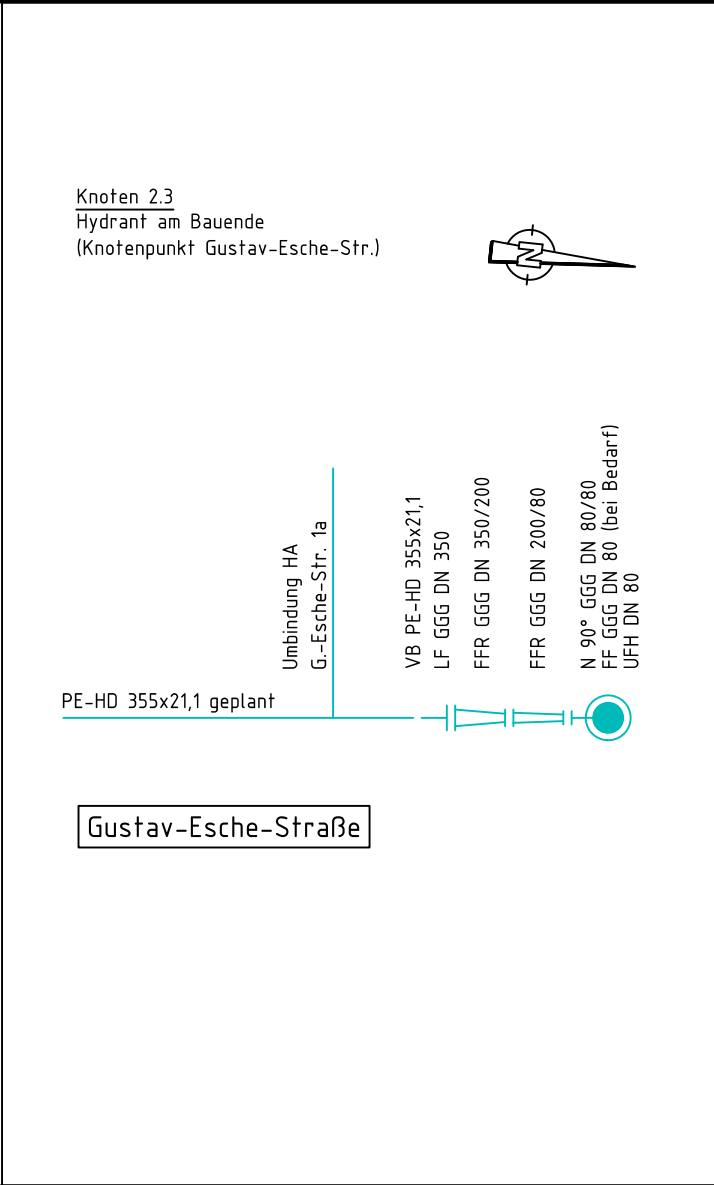 Knoten 2.3
Hydrant am Bauende
(Knotenpunkt Gustav-Esche-Str.)
N
Umbindung HA
G.-Esche-Str. 1a
VB PE-HD 355x21,1
LF GGG DN 350
FFR GGG DN 350/200
FFR GGG DN 200/80
N 90° GGG DN 80/80
FF GGG DN 80 (bei Bedarf)
UFH DN 80
PE-HD 355x21,1 geplant
Gustav-Esche-Straße